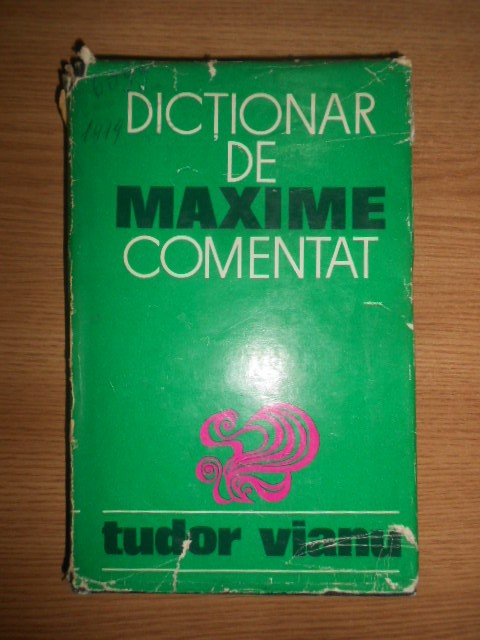 DICȚIONAR
DE
MAXIME
COMENTAT
tudor vianu